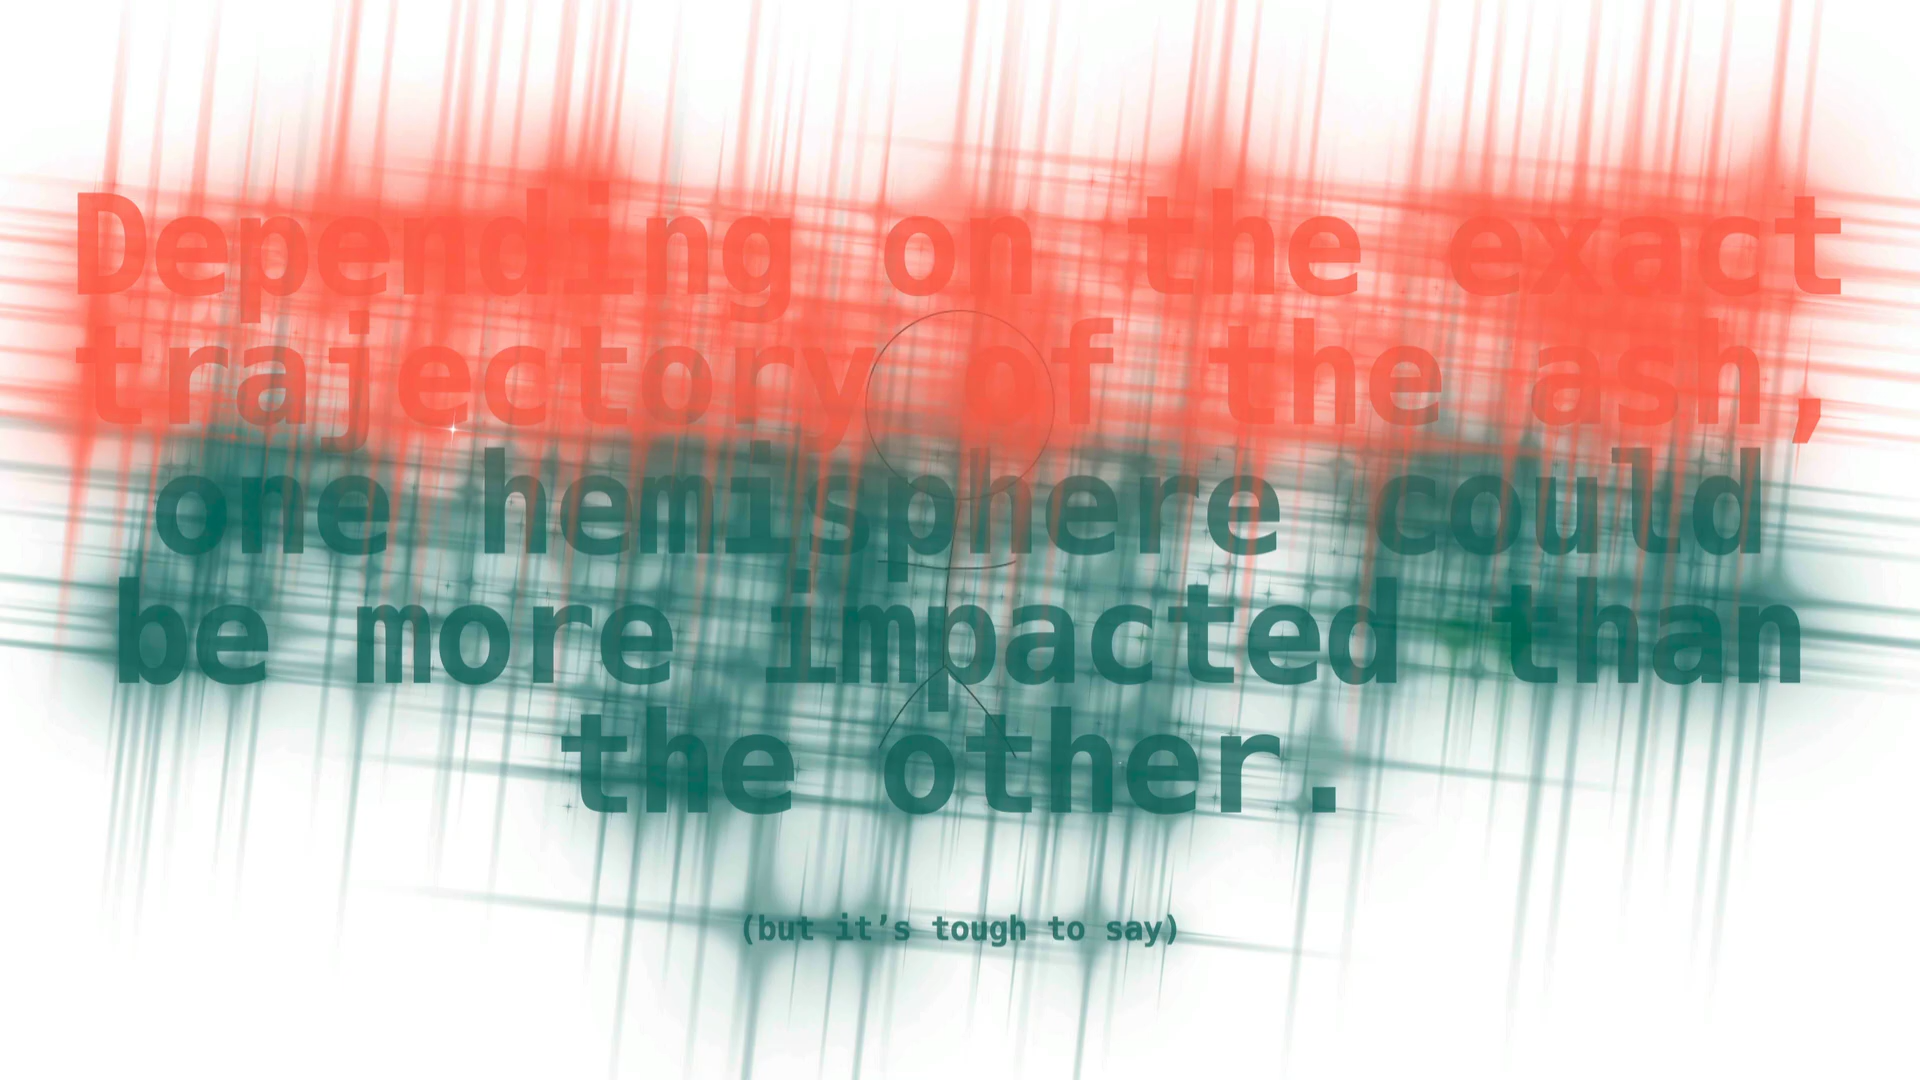 Depending on the exact
trajectory of the ash,
one hemisphere could
be more impacted than
the other.
(but it’s tough to say)